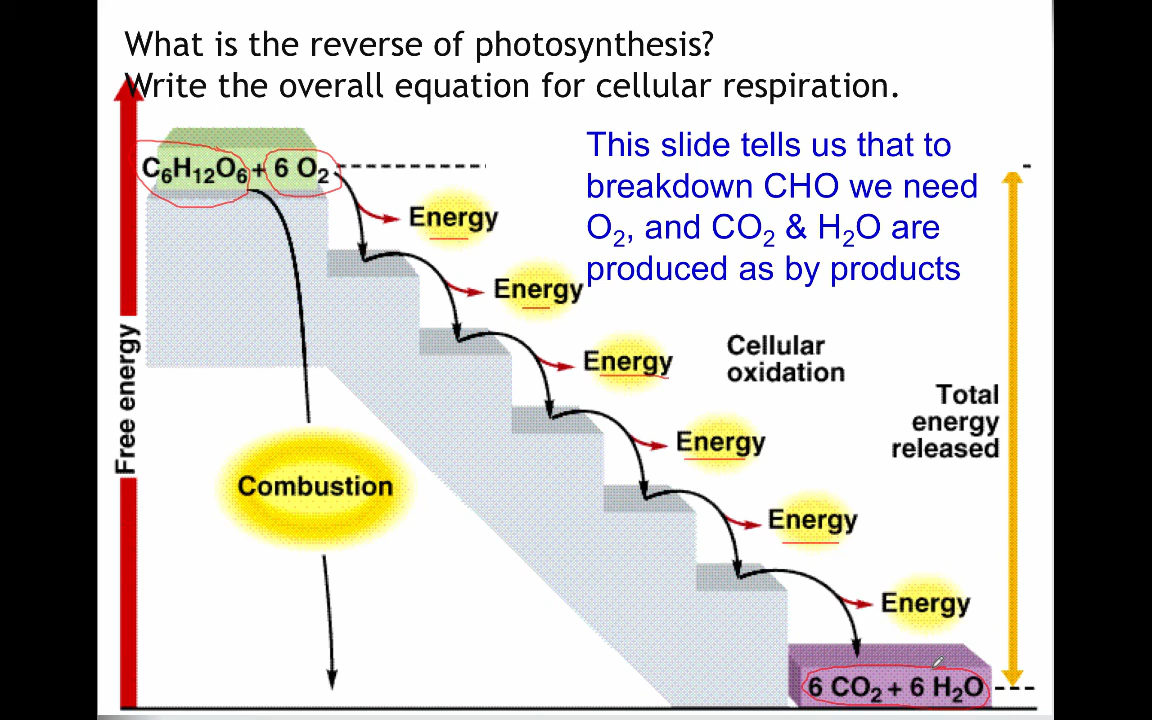 What is the reverse of photosynthesis?
Write the overall equation for cellular respiration.
This slide tells us that to
breakdown CHO we need
O₂, and CO₂ & H₂O are
produced as by products
C₆H₁₂O₆ + 6 O₂
Energy
Energy
Energy
Energy
Energy
Energy
Cellular
oxidation
Total
energy
released
Free energy
Combustion
6 CO₂ + 6 H₂O